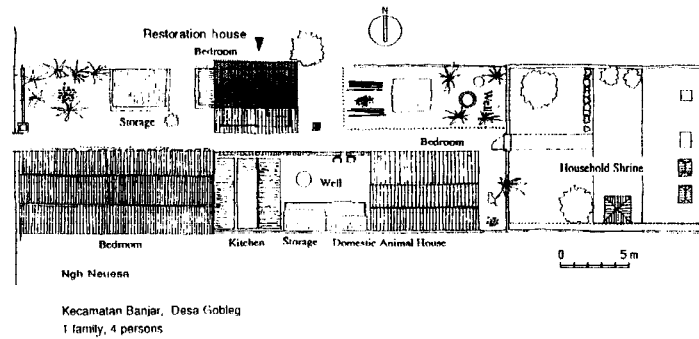 N
Restoration house
Bedroom
Storage
Well
Bedroom
Household Shrine
Well
Bedroom
Kitchen
Storage
Domestic Animal House
0 5 m
Ngh Neuesa
Kecamatan Banjar, Desa Gobleg
1 family, 4 persons